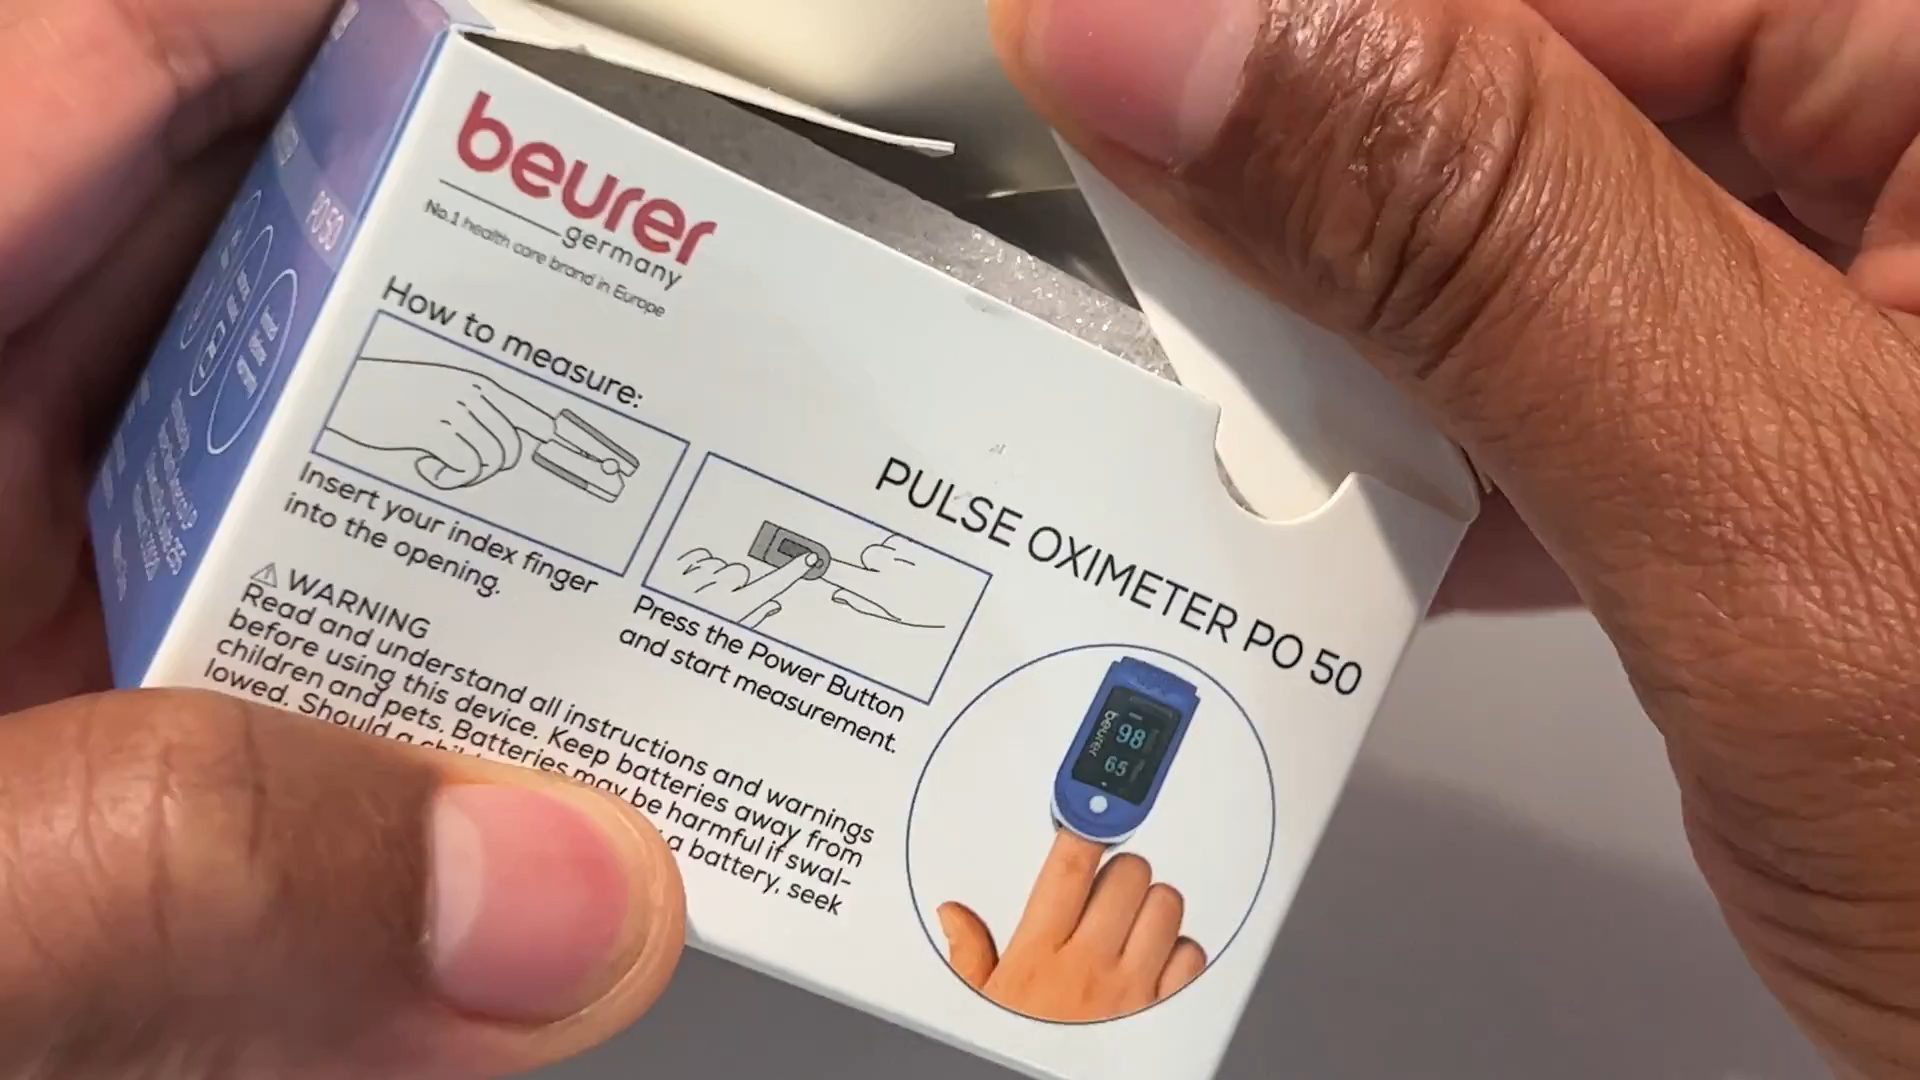 beurer
germany
No.1 health care brand in Europe
How to measure:
Insert your index finger
into the opening.
Press the Power Button
and start measurement.
PULSE OXIMETER PO 50
WARNING
Read and understand all instructions and warnings
before using this device. Keep batteries away from
children and pets. Batteries may be harmful if swal-
lowed. Should a
a battery, seek
beurer
98
65
PO 50